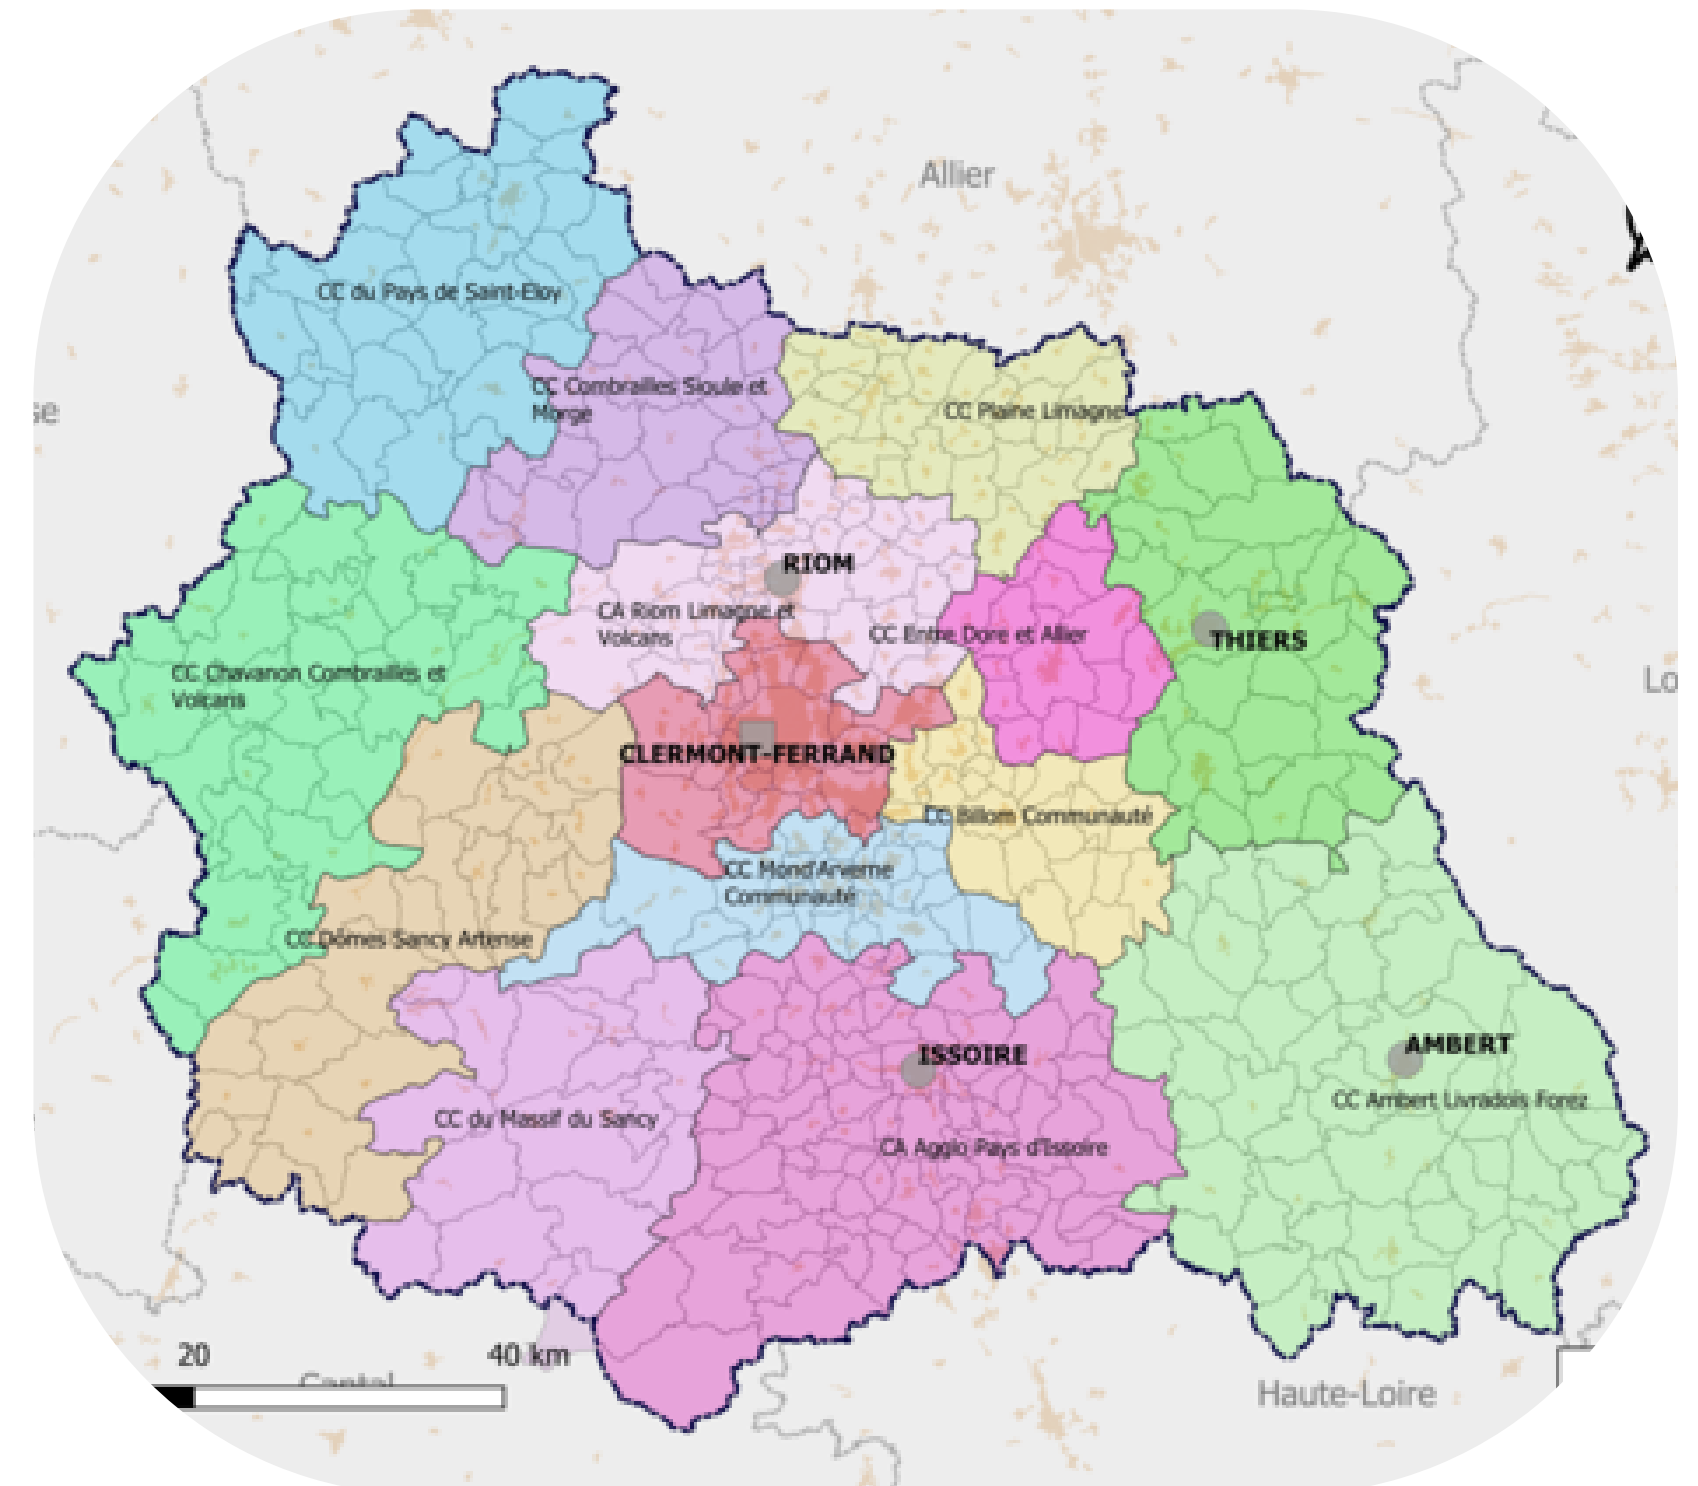 Allier
CC du Pays de Saint-Eloy
CC Combrailles Sioule et
Morge
CC Plaine Limagne
se
RIOM
CA Riom Limagne et
Volcans
CC Entre Dore et Allier
THIERS
CC Chavanon Combrailles et
Volcans
Lo
CLERMONT-FERRAND
CC Billom Communauté
CC Mond'Arverne
Communauté
CC Dômes Sancy Artense
ISSOIRE
AMBERT
CC Ambert Livradois Forez
CC du Massif du Sancy
CA Agglo Pays d'Issoire
20
40 km
Cantal
Haute-Loire